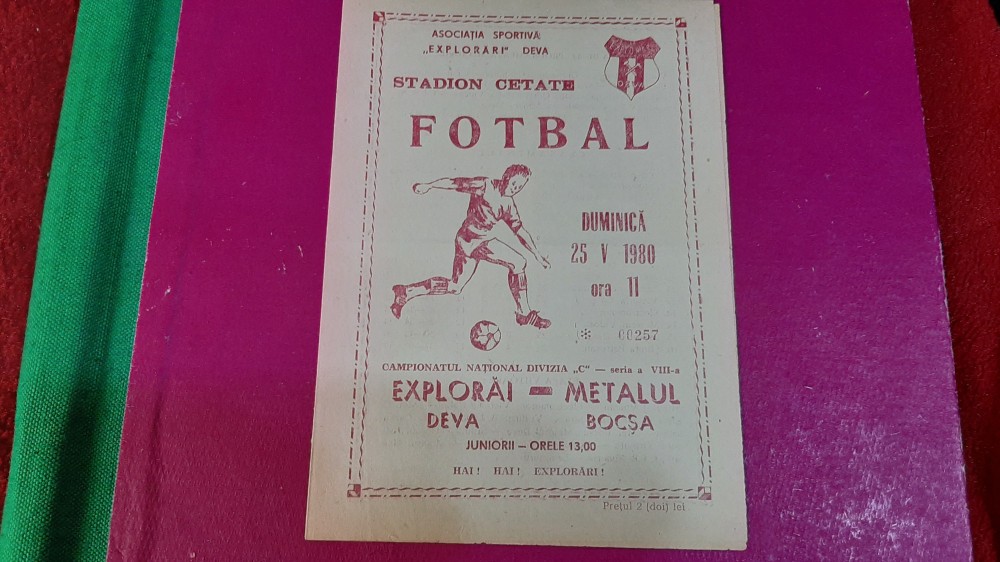 ASOCIAȚIA SPORTIVĂ
„EXPLORĂRI" DEVA
STADION CETATE
FOTBAL
DUMINICĂ
25 V 1980
ora 11
* 00257
CAMPIONATUL NAȚIONAL DIVIZIA „C" — seria a VIII-a
EXPLORĂI — METALUL
DEVA BOCȘA
JUNIORII — ORELE 13,00
HAI! HAI! EXPLORĂRI!
Prețul 2 (doi) lei